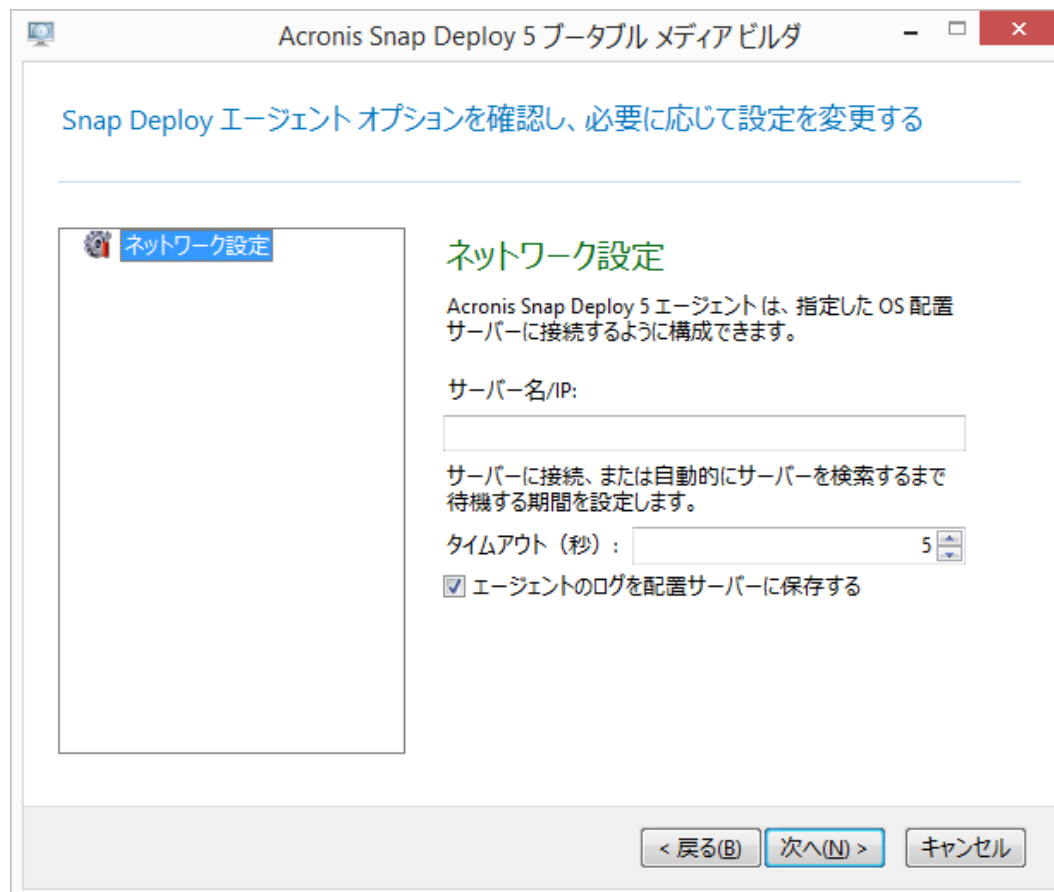 Acronis Snap Deploy 5 ブータブル メディア ビルダ
Snap Deploy エージェント オプションを確認し、必要に応じて設定を変更する
ネットワーク設定
ネットワーク設定
Acronis Snap Deploy 5 エージェント は、指定した OS 配置
サーバーに接続するように構成できます。
サーバー名/IP:
サーバーに接続、または自動的にサーバーを検索するまで
待機する期間を設定します。
タイムアウト（秒）: 5
エージェントのログを配置サーバーに保存する
< 戻る(B) 次へ(N) > キャンセル